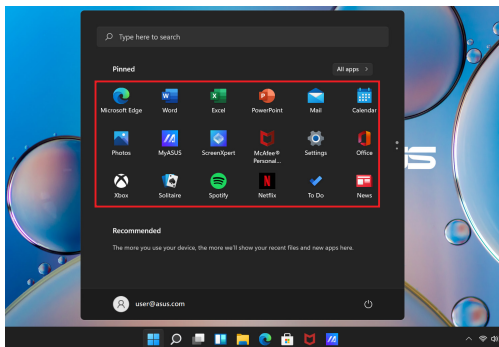 Type here to search
Pinned
All apps >
Microsoft Edge
Word
Excel
PowerPoint
Mail
Calendar
Photos
MyASUS
ScreenXpert
McAfee®
Personal...
Settings
Office
Xbox
Solitaire
Spotify
Netflix
To Do
News
Recommended
The more you use your device, the more we'll show your recent files and new apps here.
user@asus.com